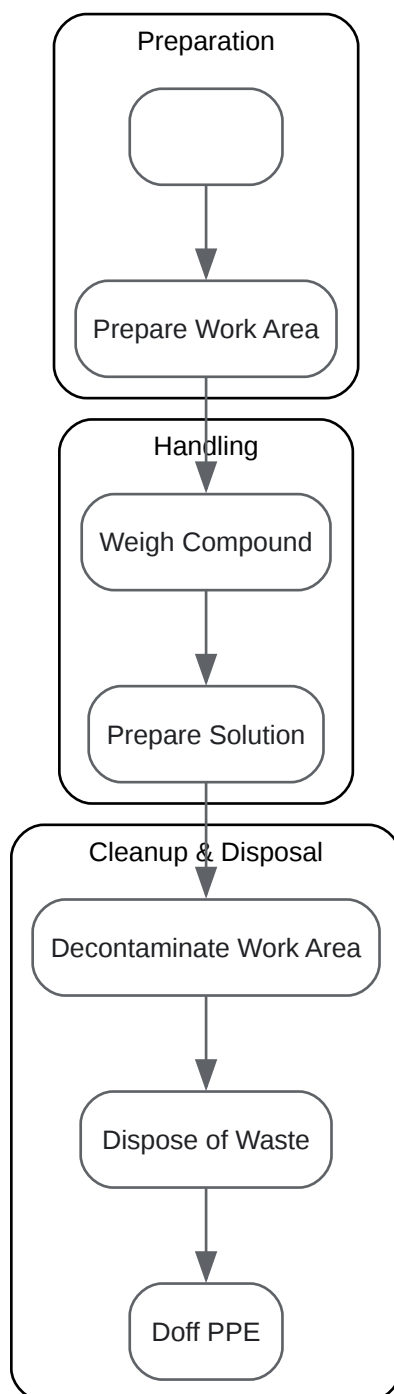 Preparation
Prepare Work Area
Handling
Weigh Compound
Prepare Solution
Cleanup & Disposal
Decontaminate Work Area
Dispose of Waste
Doff PPE